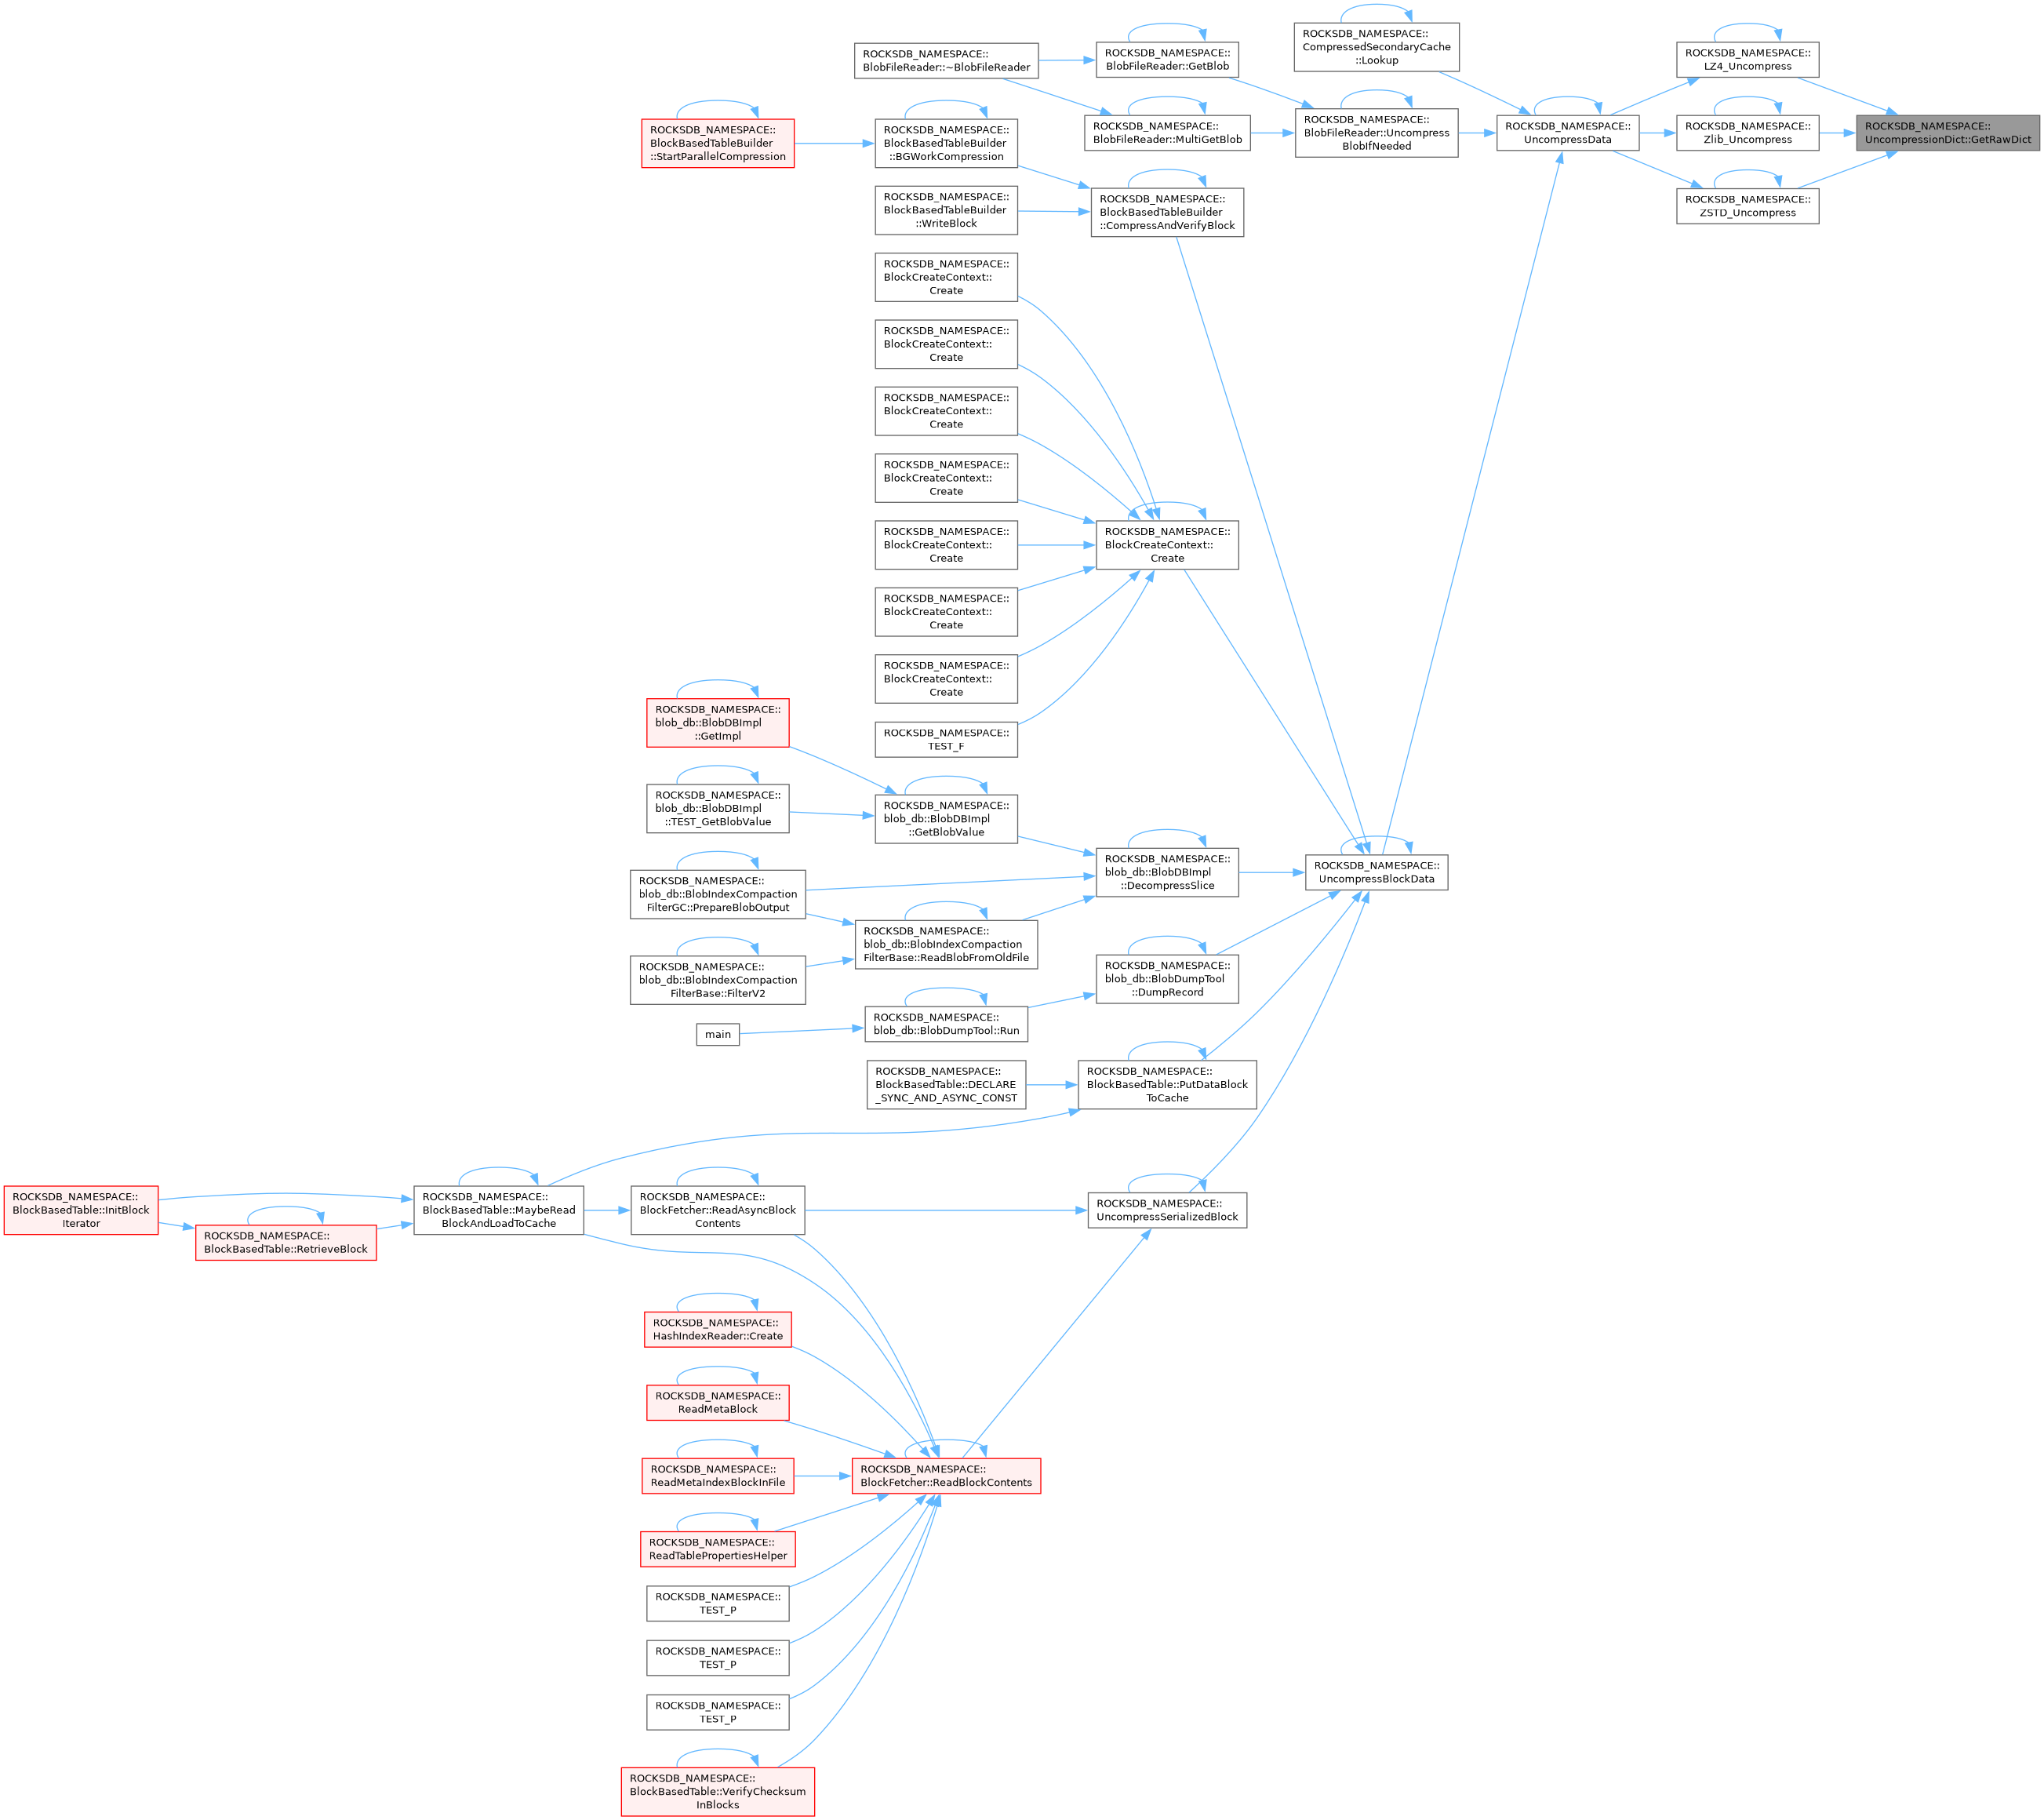 ROCKSDB_NAMESPACE::
CompressedSecondaryCache
::Lookup
ROCKSDB_NAMESPACE::
BlobFileReader::~BlobFileReader
ROCKSDB_NAMESPACE::
BlobFileReader::GetBlob
ROCKSDB_NAMESPACE::
LZ4_Uncompress
ROCKSDB_NAMESPACE::
BlockBasedTableBuilder
::StartParallelCompression
ROCKSDB_NAMESPACE::
BlockBasedTableBuilder
::BGWorkCompression
ROCKSDB_NAMESPACE::
BlobFileReader::MultiGetBlob
ROCKSDB_NAMESPACE::
BlobFileReader::Uncompress
BlobIfNeeded
ROCKSDB_NAMESPACE::
UncompressData
ROCKSDB_NAMESPACE::
Zlib_Uncompress
ROCKSDB_NAMESPACE::
UncompressionDict::GetRawDict
ROCKSDB_NAMESPACE::
BlockBasedTableBuilder
::WriteBlock
ROCKSDB_NAMESPACE::
BlockBasedTableBuilder
::CompressAndVerifyBlock
ROCKSDB_NAMESPACE::
ZSTD_Uncompress
ROCKSDB_NAMESPACE::
BlockCreateContext::
Create
ROCKSDB_NAMESPACE::
BlockCreateContext::
Create
ROCKSDB_NAMESPACE::
BlockCreateContext::
Create
ROCKSDB_NAMESPACE::
BlockCreateContext::
Create
ROCKSDB_NAMESPACE::
BlockCreateContext::
Create
ROCKSDB_NAMESPACE::
BlockCreateContext::
Create
ROCKSDB_NAMESPACE::
BlockCreateContext::
Create
ROCKSDB_NAMESPACE::
BlockCreateContext::
Create
ROCKSDB_NAMESPACE::
TEST_F
ROCKSDB_NAMESPACE::
blob_db::BlobDBImpl
::GetImpl
ROCKSDB_NAMESPACE::
blob_db::BlobDBImpl
::TEST_GetBlobValue
ROCKSDB_NAMESPACE::
blob_db::BlobDBImpl
::GetBlobValue
ROCKSDB_NAMESPACE::
blob_db::BlobDBImpl
::DecompressSlice
ROCKSDB_NAMESPACE::
UncompressBlockData
ROCKSDB_NAMESPACE::
blob_db::BlobIndexCompaction
FilterGC::PrepareBlobOutput
ROCKSDB_NAMESPACE::
blob_db::BlobIndexCompaction
FilterBase::ReadBlobFromOldFile
ROCKSDB_NAMESPACE::
blob_db::BlobIndexCompaction
FilterBase::FilterV2
ROCKSDB_NAMESPACE::
blob_db::BlobDumpTool
::DumpRecord
ROCKSDB_NAMESPACE::
blob_db::BlobDumpTool::Run
main
ROCKSDB_NAMESPACE::
BlockBasedTable::DECLARE
_SYNC_AND_ASYNC_CONST
ROCKSDB_NAMESPACE::
BlockBasedTable::PutDataBlock
ToCache
ROCKSDB_NAMESPACE::
BlockBasedTable::InitBlock
Iterator
ROCKSDB_NAMESPACE::
BlockBasedTable::RetrieveBlock
ROCKSDB_NAMESPACE::
BlockBasedTable::MaybeRead
BlockAndLoadToCache
ROCKSDB_NAMESPACE::
BlockFetcher::ReadAsyncBlock
Contents
ROCKSDB_NAMESPACE::
UncompressSerializedBlock
ROCKSDB_NAMESPACE::
HashIndexReader::Create
ROCKSDB_NAMESPACE::
ReadMetaBlock
ROCKSDB_NAMESPACE::
ReadMetaIndexBlockInFile
ROCKSDB_NAMESPACE::
BlockFetcher::ReadBlockContents
ROCKSDB_NAMESPACE::
ReadTablePropertiesHelper
ROCKSDB_NAMESPACE::
TEST_P
ROCKSDB_NAMESPACE::
TEST_P
ROCKSDB_NAMESPACE::
TEST_P
ROCKSDB_NAMESPACE::
BlockBasedTable::VerifyChecksum
InBlocks